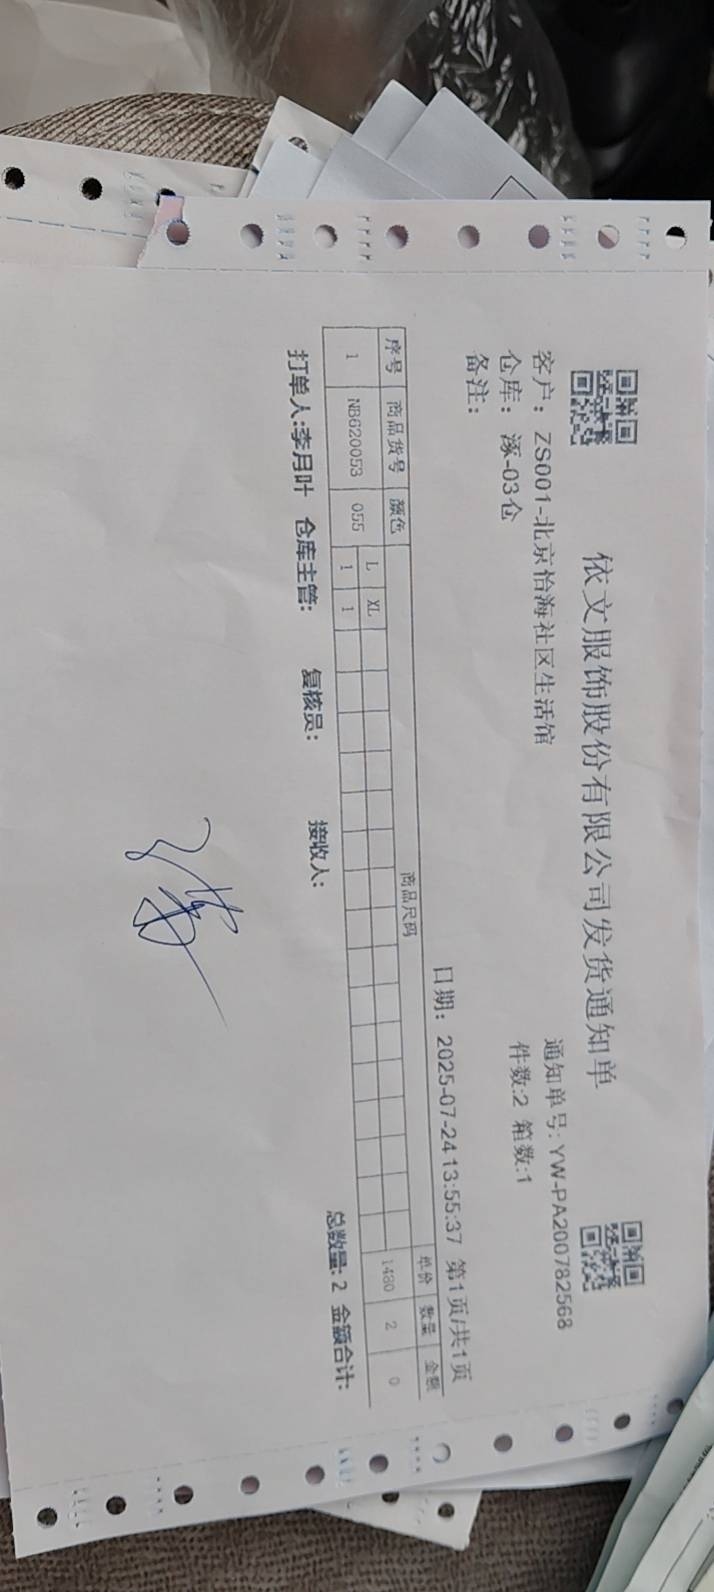 依文服饰股份有限公司发货通知单
客户： ZS001-北京怡海社区生活馆 通知单号: YW-PA200782568
仓库： 涿-03仓 件数:2 箱数:1
备注：
日期： 2025-07-24 13:55:37 第1页/共1页
序号 商品货号 颜色 商品尺码 单价 数量 金额
L XL
1 NB620053 055 1 1 1480 2 0
总数量: 2 金额合计:
打单人:李月叶 仓库主管: 复核员: 接收人: